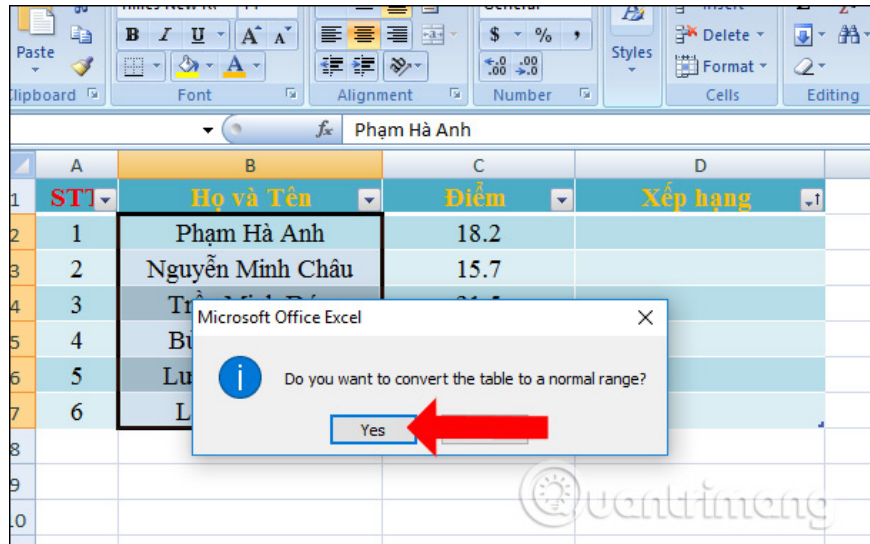 Paste
B I U A A
A
$ % ,
Styles
Delete
Format
Clipboard Font Alignment Number Cells Editing
fx Phạm Hà Anh
A B C D
1 STT Họ và Tên Điểm Xếp hạng
2 1 Phạm Hà Anh 18.2
3 2 Nguyễn Minh Châu 15.7
4 3
5 4
6 5
7 6
8
9
Microsoft Office Excel
Do you want to convert the table to a normal range?
Yes
Quantrimang